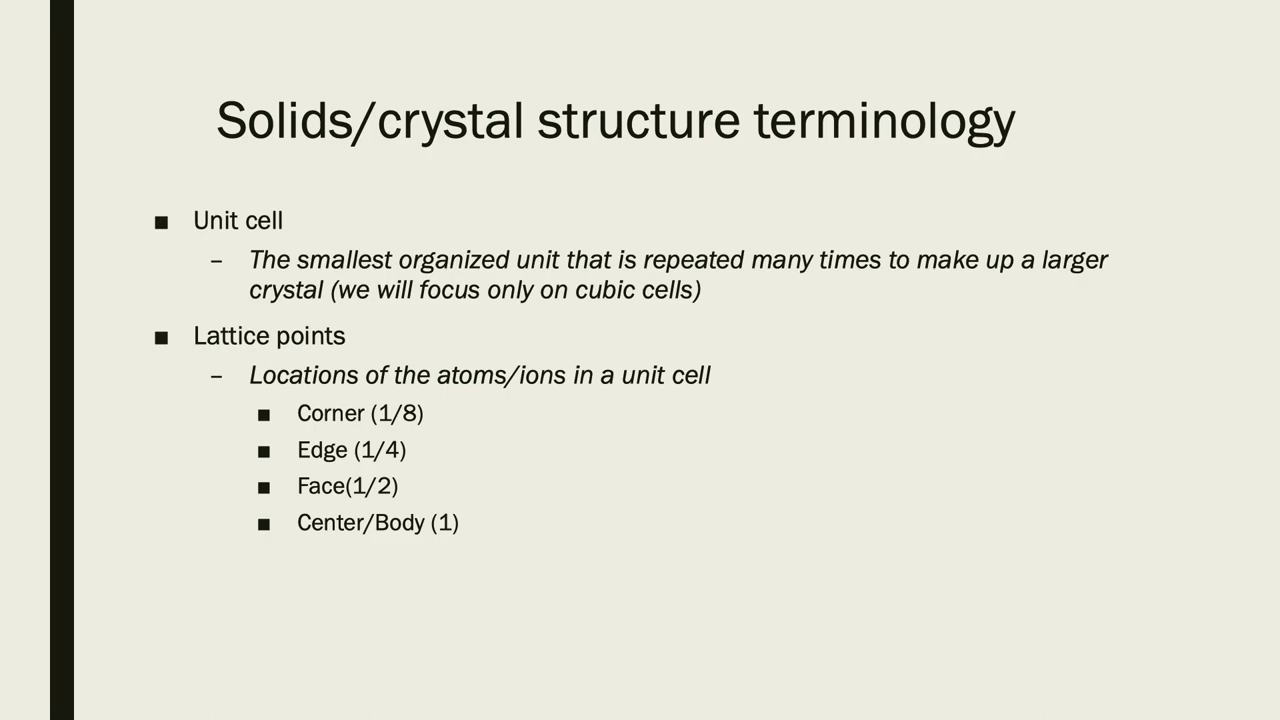 Solids/crystal structure terminology
■ Unit cell
– The smallest organized unit that is repeated many times to make up a larger
crystal (we will focus only on cubic cells)
■ Lattice points
– Locations of the atoms/ions in a unit cell
■ Corner (1/8)
■ Edge (1/4)
■ Face(1/2)
■ Center/Body (1)